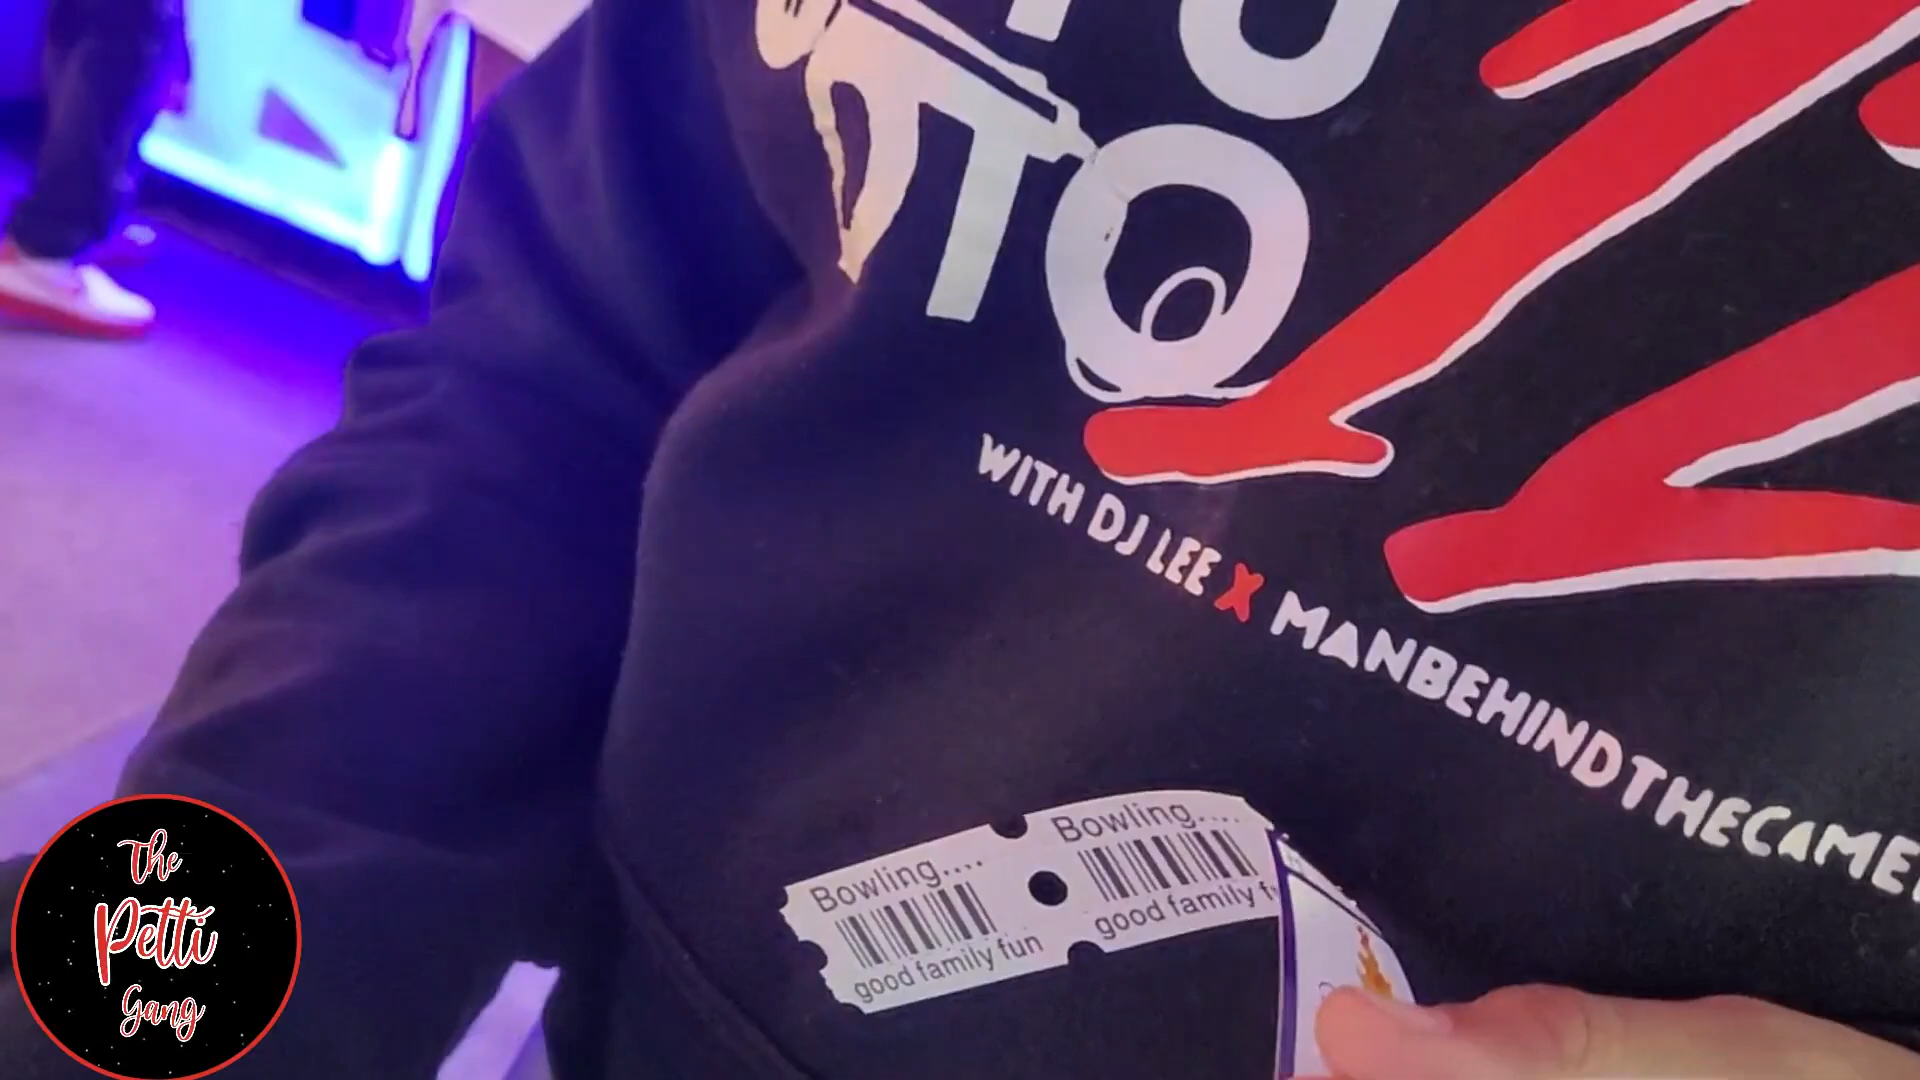 TO
WITH DJ LEE X MANBEHINDTHECAME
Bowling.... Bowling....
good family fun good family f
The
Petti
Gang